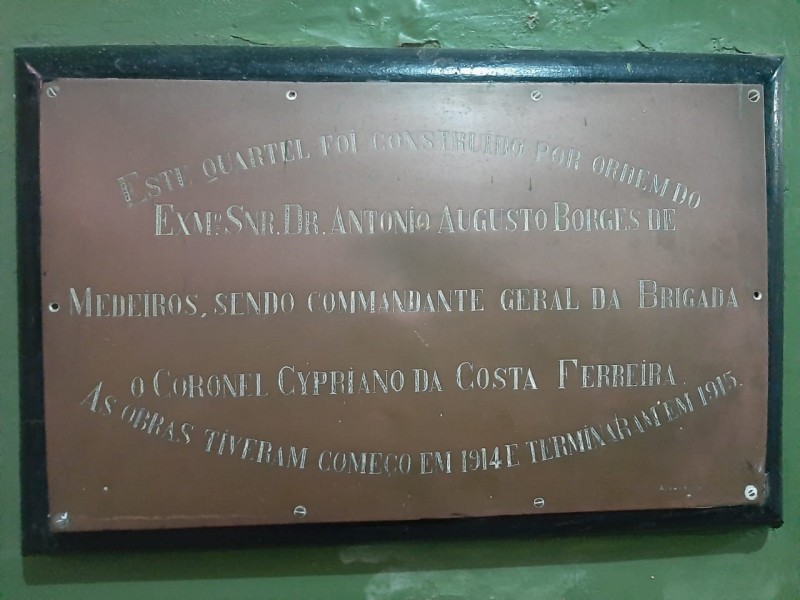 ESTE QUARTEL FOI CONSTRUIDO POR ORDEM DO
EXMO. SNR. DR. ANTONIO AUGUSTO BORGES DE
MEDEIROS, SENDO COMMANDANTE GERAL DA BRIGADA
O CORONEL CYPRIANO DA COSTA FERREIRA.
AS OBRAS TIVERAM COMEÇO EM 1914 E TERMINARAM EM 1915.